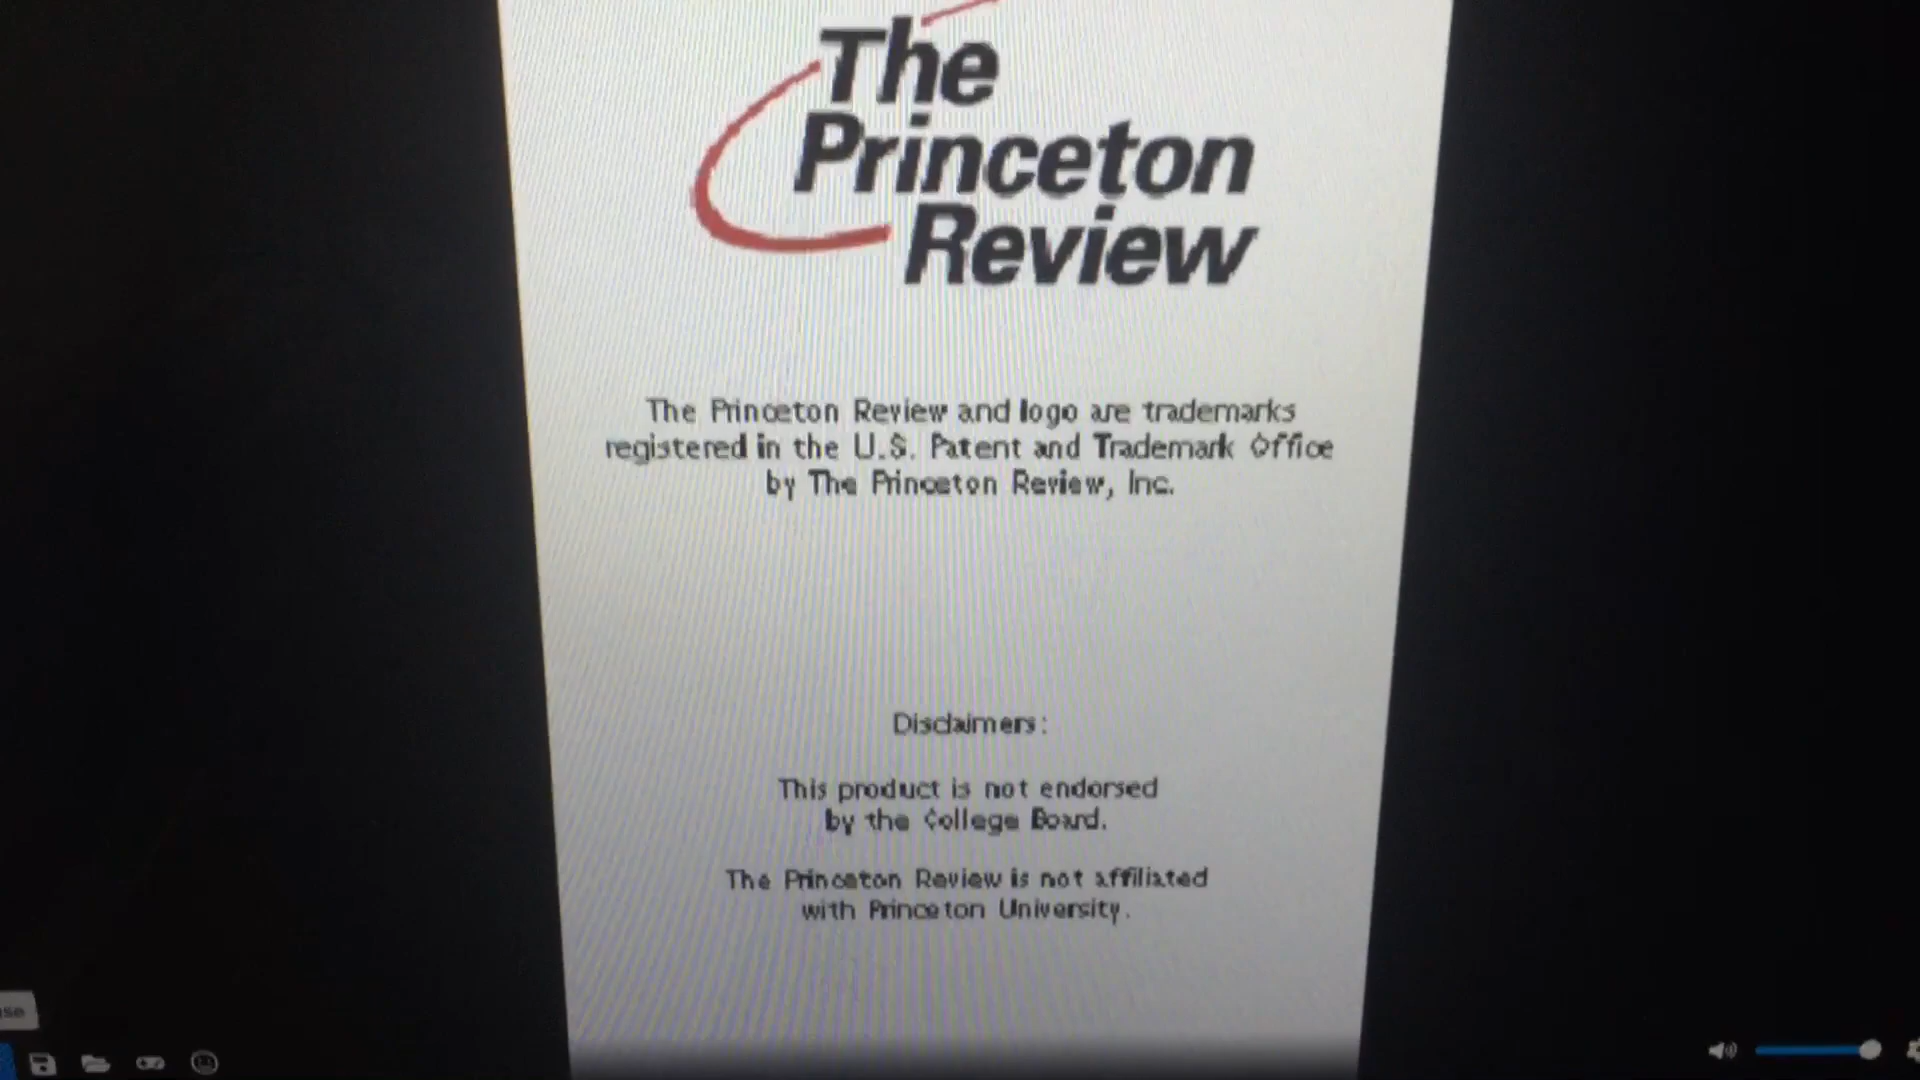 The
Princeton
Review
The Princeton Review and logo are trademarks
registered in the U.S. Patent and Trademark Office
by The Princeton Review, Inc.
Disclaimers:
This product is not endorsed
by the College Board.
The Princeton Review is not affiliated
with Princeton University.